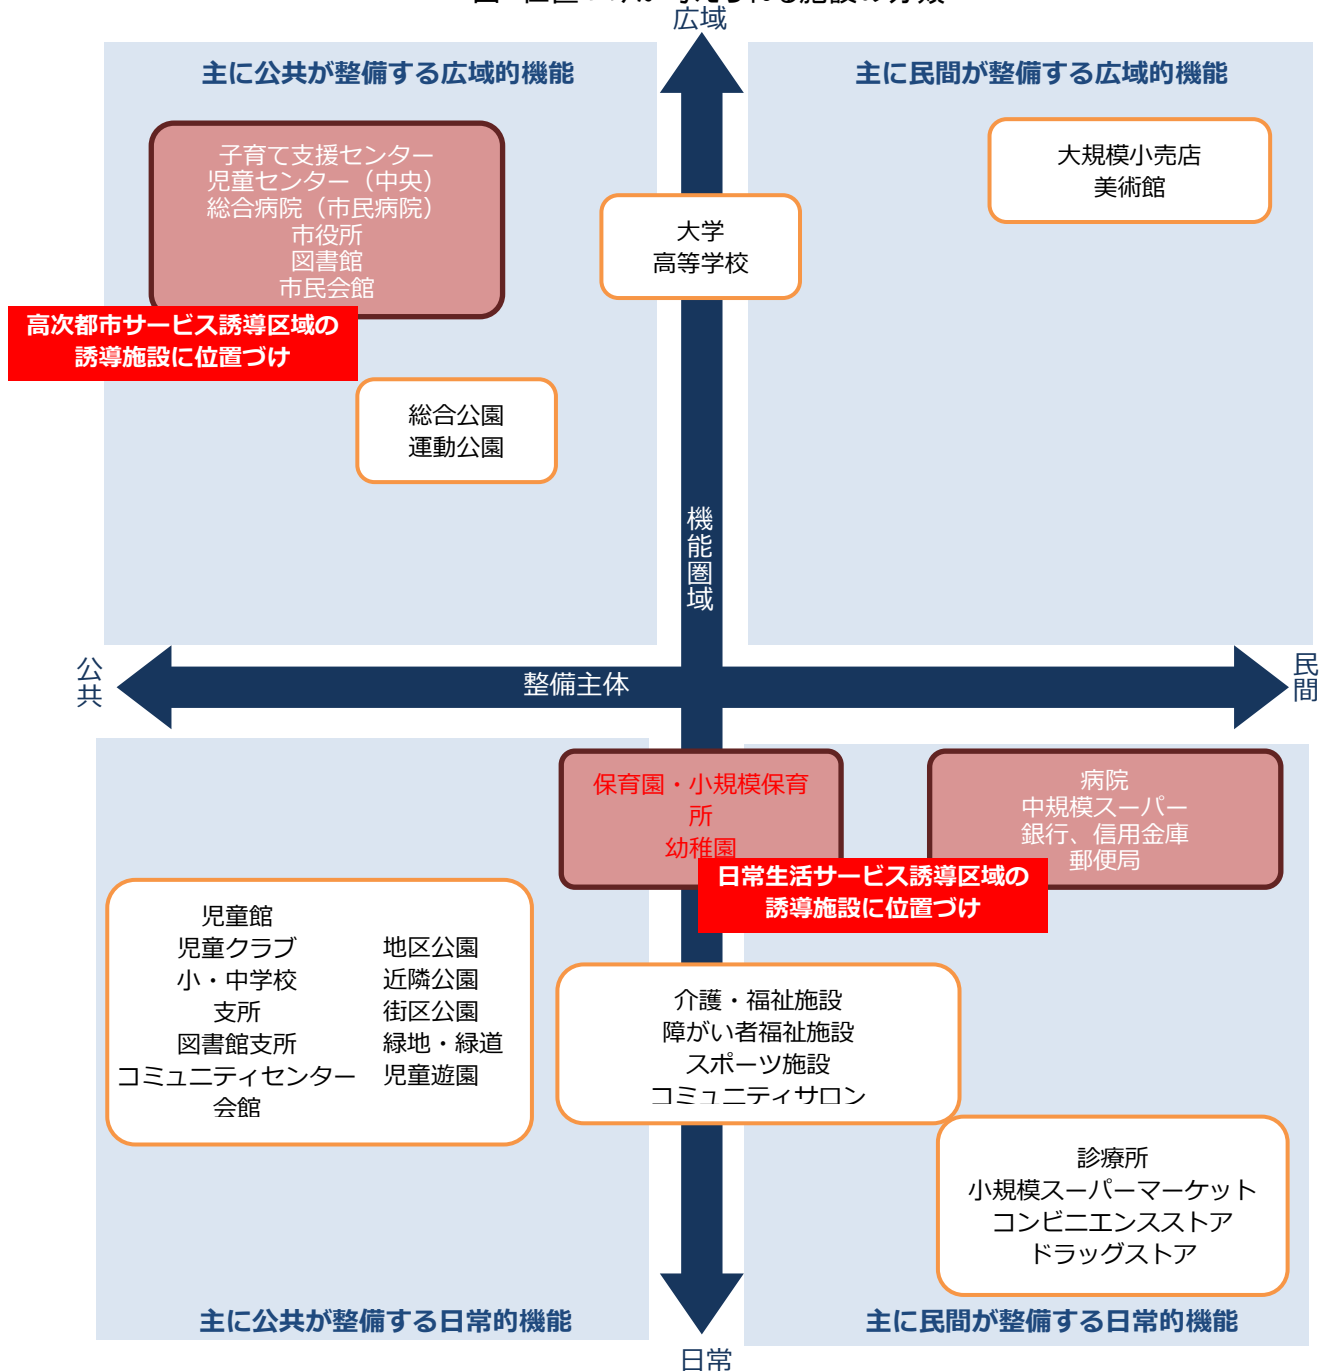 広域
主に公共が整備する広域的機能
主に民間が整備する広域的機能
子育て支援センター
児童センター（中央）
総合病院（市民病院）
市役所
図書館
市民会館
大規模小売店
美術館
大学
高等学校
高次都市サービス誘導区域の
誘導施設に位置づけ
総合公園
運動公園
機能圏域
公共
整備主体
民間
保育園・小規模保育
所
幼稚園
病院
中規模スーパー
銀行、信用金庫
郵便局
日常生活サービス誘導区域の
誘導施設に位置づけ
児童館
児童クラブ
小・中学校
支所
図書館支所
コミュニティセンター
会館
地区公園
近隣公園
街区公園
緑地・緑道
児童遊園
介護・福祉施設
障がい者福祉施設
スポーツ施設
コミュニティサロン
診療所
小規模スーパーマーケット
コンビニエンスストア
ドラッグストア
主に公共が整備する日常的機能
主に民間が整備する日常的機能
日常